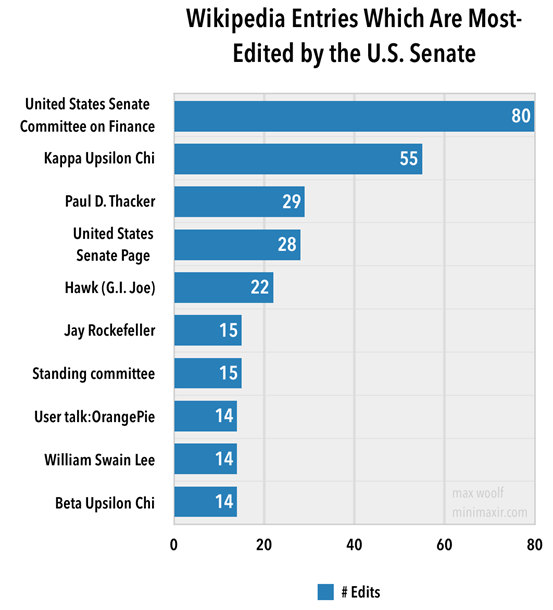 Wikipedia Entries Which Are Most-
Edited by the U.S. Senate
United States Senate
Committee on Finance
80
Kappa Upsilon Chi
55
Paul D. Thacker
29
United States
Senate Page
28
Hawk (G.I. Joe)
22
Jay Rockefeller
15
Standing committee
15
User talk:OrangePie
14
William Swain Lee
14
Beta Upsilon Chi
14
max woolf
minimaxir.com
0 20 40 60 80
# Edits